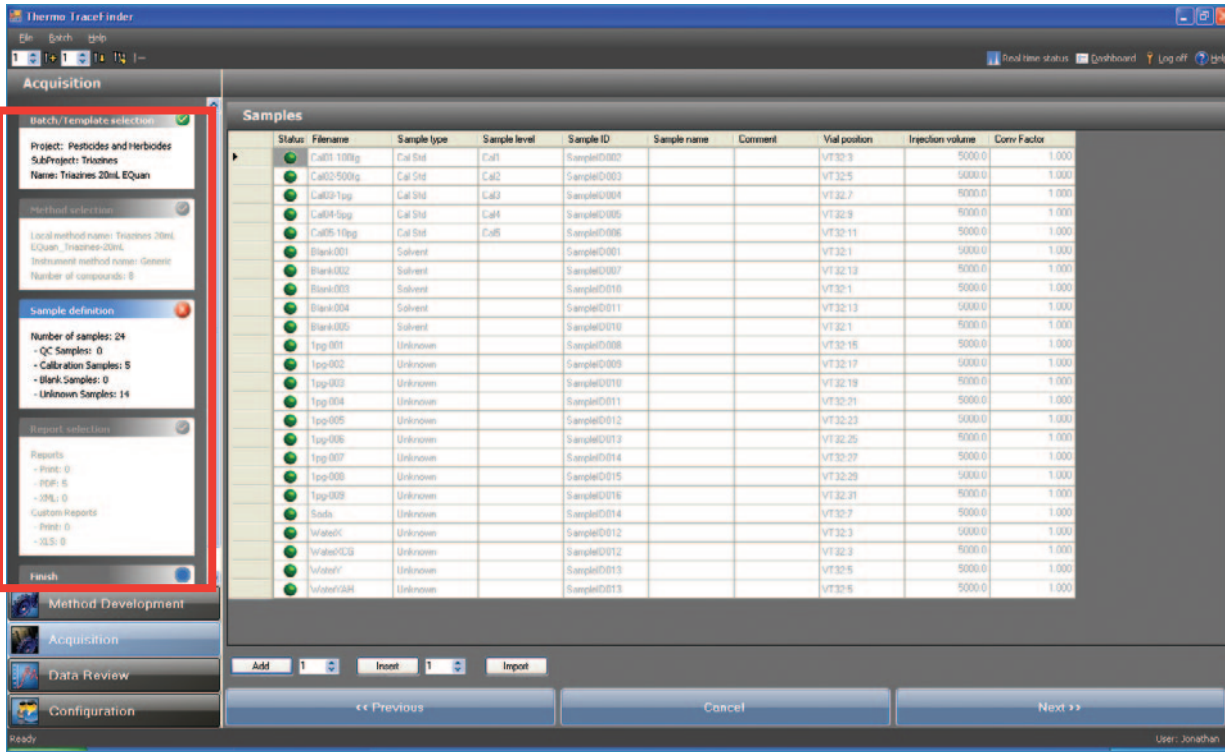 Thermo TraceFinder
File Batch Help
1 1
Real time status Dashboard Log off Help
Acquisition
Batch/Template selection
Project: Pesticides and Herbicides
SubProject: Triazines
Name: Triazines 20mL EQuan
Method selection
Local method name: Triazines 20mL
EQuan_Triazines-20mL
Instrument method name: Generic
Number of compounds: 8
Sample definition
Number of samples: 24
- QC Samples: 0
- Calibration Samples: 5
- Blank Samples: 0
- Unknown Samples: 14
Report selection
Reports
- Print: 0
- PDF: 5
- XML: 0
Custom Reports
- Print: 0
- XLS: 0
Finish
Method Development
Acquisition
Data Review
Configuration
Samples
Status Filename Sample type Sample level Sample ID Sample name Comment Vial position Injection volume Conv Factor
Cal01-100fg Cal Std Cal1 SampleID002 VT32:3 5000.0 1.000
Cal02-500fg Cal Std Cal2 SampleID003 VT32:5 5000.0 1.000
Cal03-1pg Cal Std Cal3 SampleID004 VT32:7 5000.0 1.000
Cal04-5pg Cal Std Cal4 SampleID005 VT32:9 5000.0 1.000
Cal05-10pg Cal Std Cal5 SampleID006 VT32:11 5000.0 1.000
Blank001 Solvent SampleID001 VT32:1 5000.0 1.000
Blank002 Solvent SampleID007 VT32:13 5000.0 1.000
Blank003 Solvent SampleID010 VT32:1 5000.0 1.000
Blank004 Solvent SampleID011 VT32:13 5000.0 1.000
Blank005 Solvent SampleID010 VT32:1 5000.0 1.000
1pg-001 Unknown SampleID008 VT32:15 5000.0 1.000
1pg-002 Unknown SampleID009 VT32:17 5000.0 1.000
1pg-003 Unknown SampleID010 VT32:19 5000.0 1.000
1pg-004 Unknown SampleID011 VT32:21 5000.0 1.000
1pg-005 Unknown SampleID012 VT32:23 5000.0 1.000
1pg-006 Unknown SampleID013 VT32:25 5000.0 1.000
1pg-007 Unknown SampleID014 VT32:27 5000.0 1.000
1pg-008 Unknown SampleID015 VT32:29 5000.0 1.000
1pg-009 Unknown SampleID016 VT32:31 5000.0 1.000
Soda Unknown SampleID014 VT32:7 5000.0 1.000
WaterX Unknown SampleID012 VT32:3 5000.0 1.000
Unknown SampleID012 VT32:3 5000.0 1.000
WaterY Unknown SampleID013 VT32:5 5000.0 1.000
WaterYAH Unknown SampleID013 VT32:5 5000.0 1.000
Add 1 Insert 1 Import
<< Previous Cancel Next >>
Ready User: Jonathan